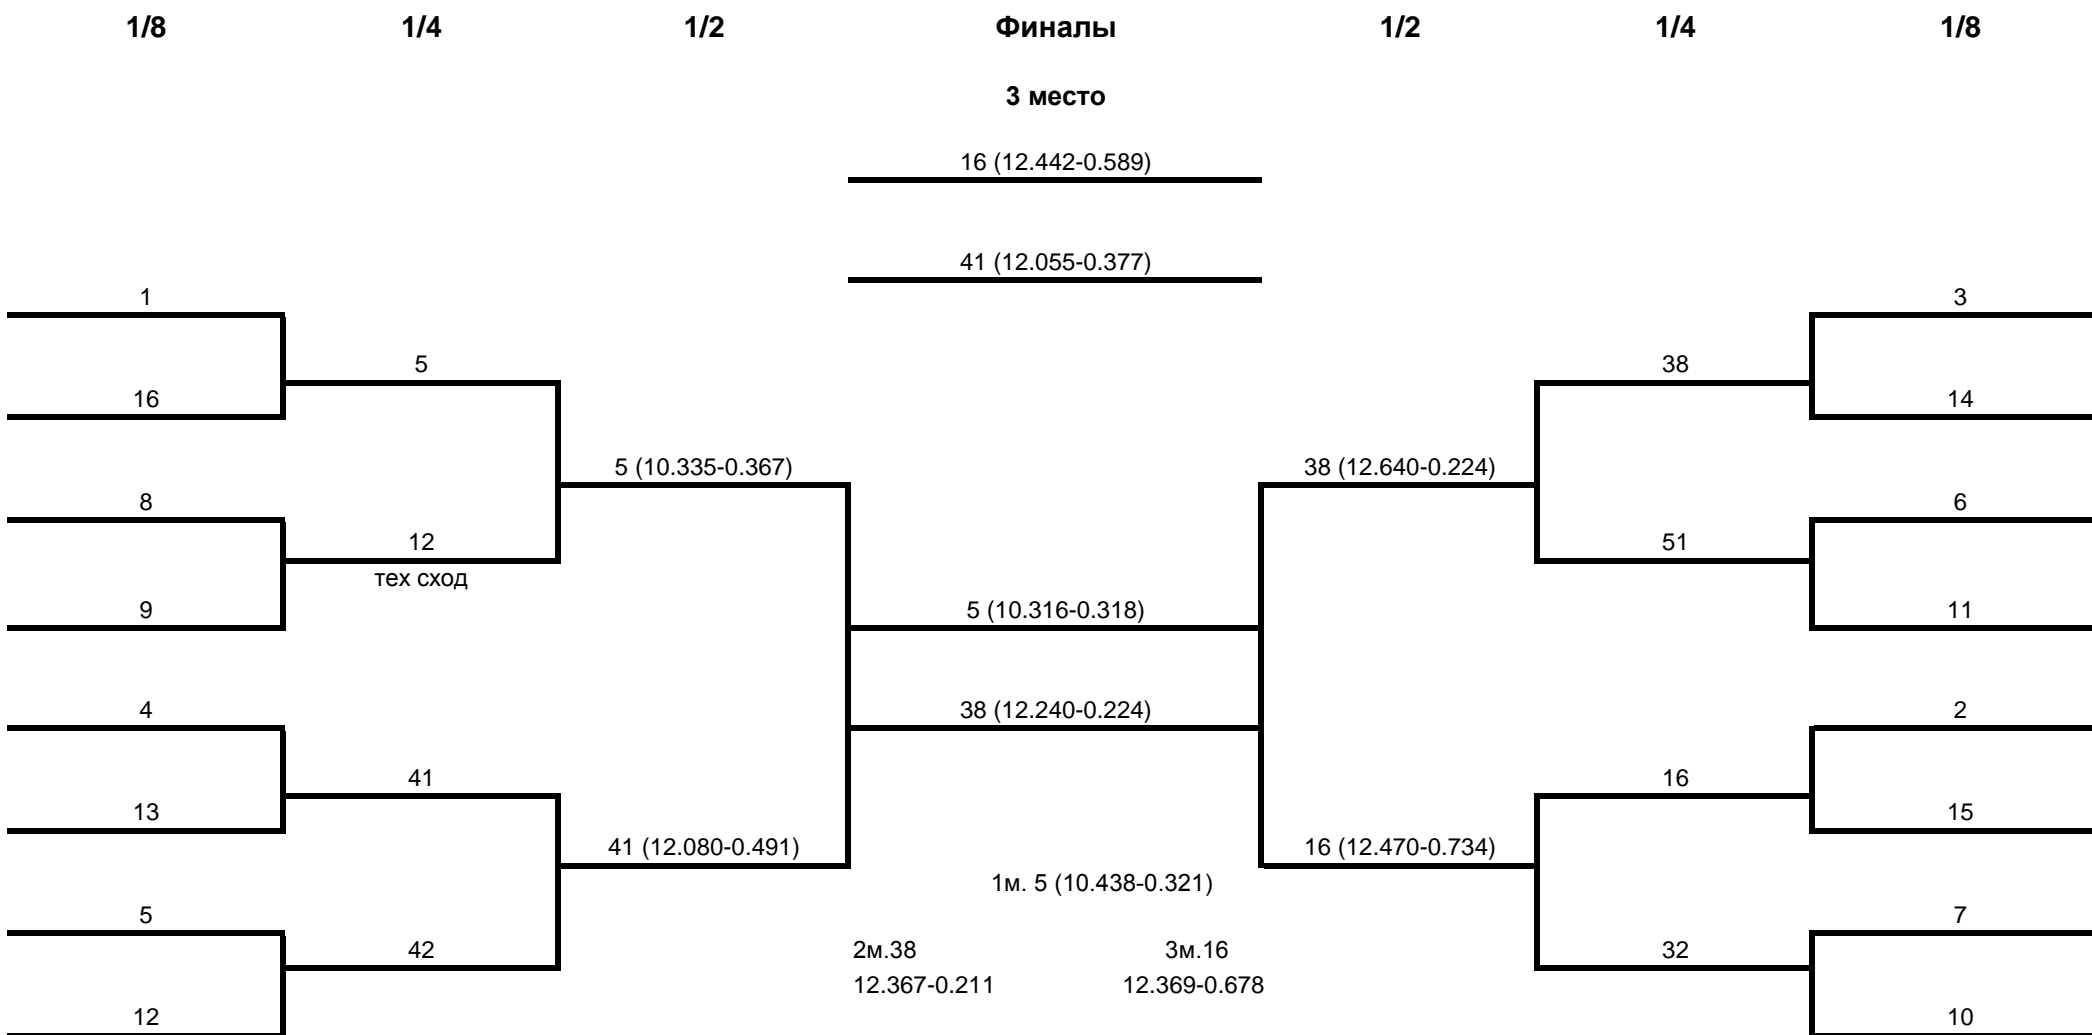 1/8 1/4 1/2 Финалы 1/2 1/4 1/8
3 место
16 (12.442-0.589)
41 (12.055-0.377)
1 3
5 38
16 14
5 (10.335-0.367) 38 (12.640-0.224)
8 6
12 51
тех сход
9 5 (10.316-0.318) 11
4 38 (12.240-0.224) 2
41 16
13 15
41 (12.080-0.491) 16 (12.470-0.734)
1м. 5 (10.438-0.321)
5 7
42 2м.38 3м.16 32
12.367-0.211 12.369-0.678
12 10